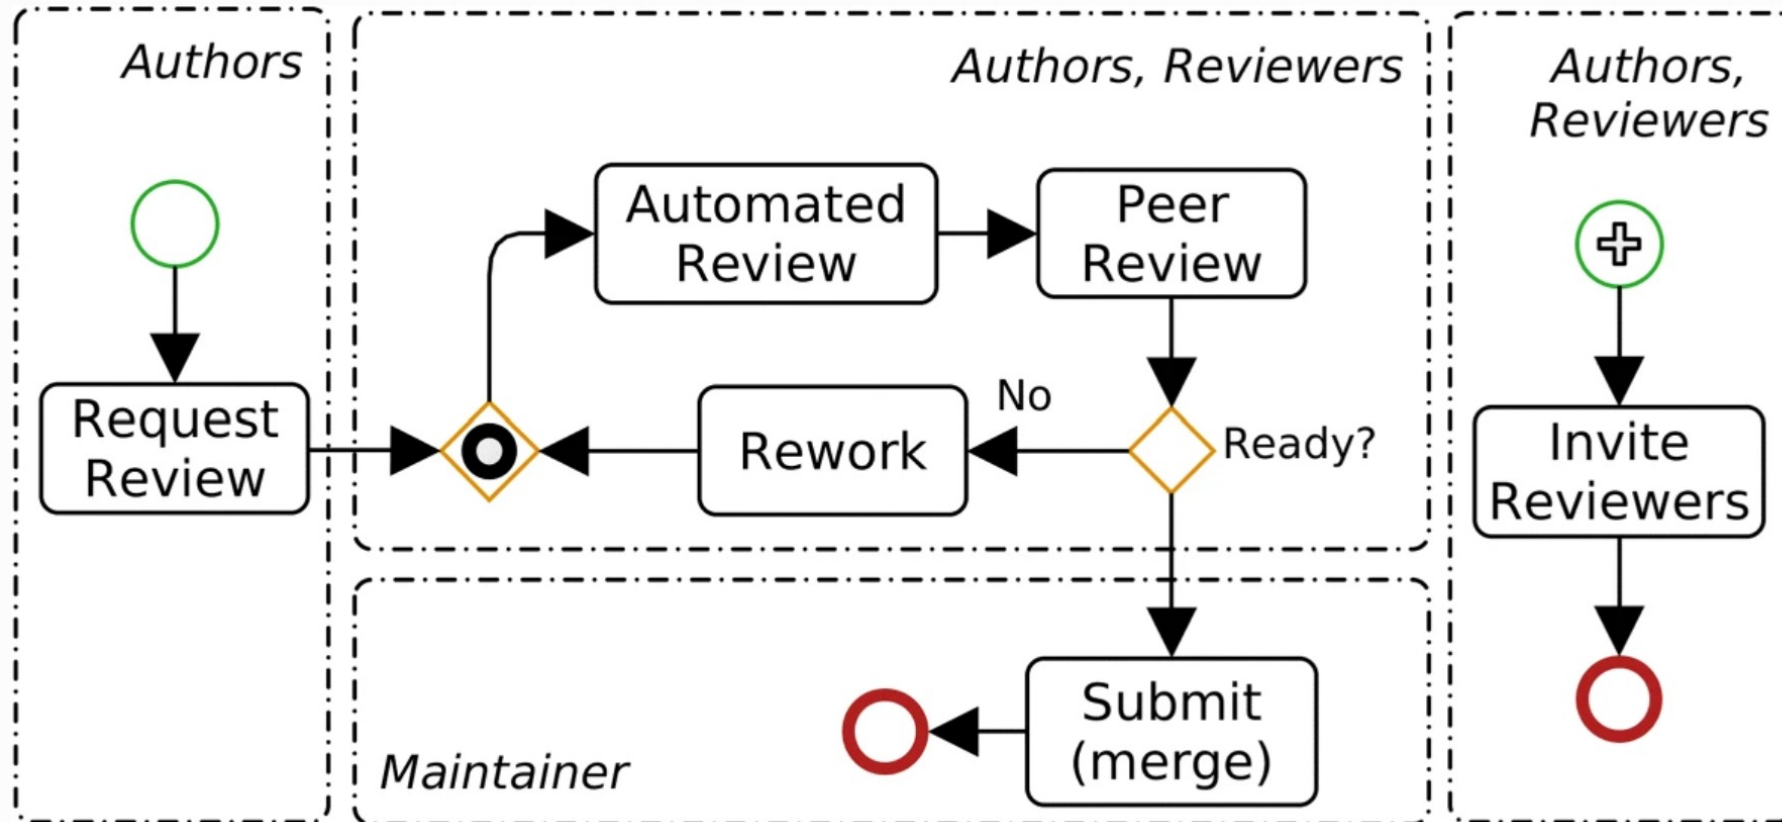 Authors
Request
Review
Authors, Reviewers
Automated
Review
Peer
Review
Ready?
No
Rework
Maintainer
Submit
(merge)
Authors,
Reviewers
Invite
Reviewers